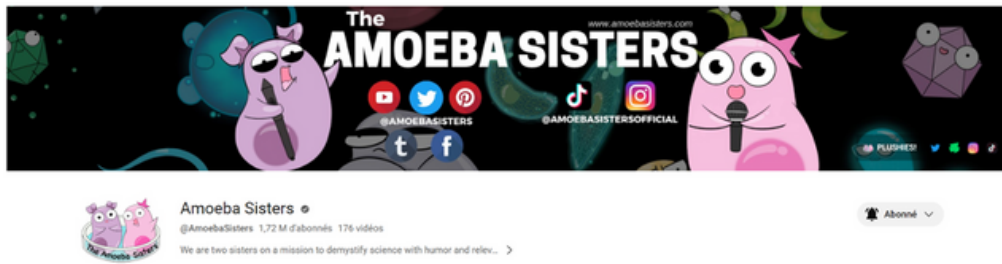 The
www.amoebasisters.com
AMOEBA SISTERS
@AMOEBASISTERS
@AMOEBASISTERSOFFICIAL
PLUSHIES!
Amoeba Sisters
@AmoebaSisters 1,72 M d'abonnés 176 vidéos
Abonné
We are two sisters on a mission to demystify science with humor and relev...
The Amoeba Sisters